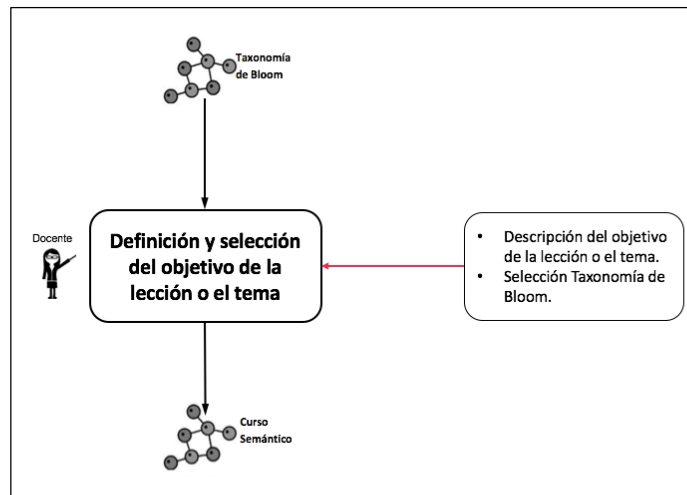 Taxonomía
de Bloom
Docente
Definición y selección
del objetivo de la
lección o el tema
• Descripción del objetivo
de la lección o el tema.
• Selección Taxonomía de
Bloom.
Curso
Semántico